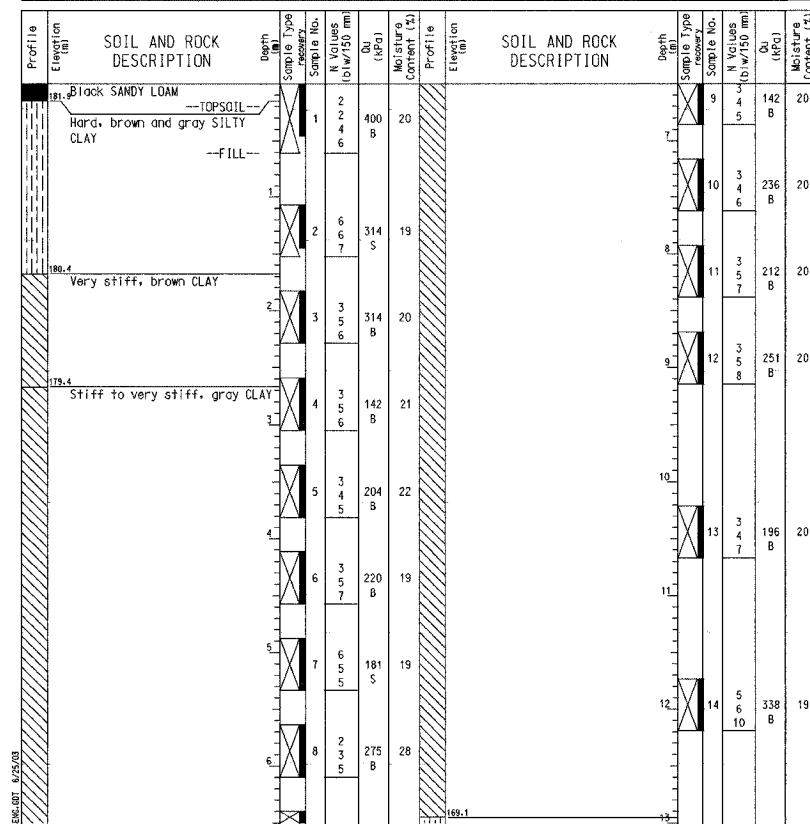 Profile
Elevation (m)
SOIL AND ROCK DESCRIPTION
Depth (m)
Sample Type recovery
Sample No.
N Values (blw/150 mm)
Qu (kPa)
Moisture Content (%)
181.9 Black SANDY LOAM
--TOPSOIL--
Hard, brown and gray SILTY
CLAY
--FILL--
1
2 2 4 6
400 B
20
1
2
6 6 7
314 S
19
180.4
Very stiff, brown CLAY
2
3
3 5 6
314 B
20
179.4
Stiff to very stiff, gray CLAY
3
4
3 5 6
142 B
21
5
3 4 5
204 B
22
4
6
3 5 7
220 B
19
5
7
6 5 5
181 S
19
6
8
2 3 5
275 B
28
ENG.GDT 6/25/03
Profile
Elevation (m)
SOIL AND ROCK DESCRIPTION
Depth (m)
Sample Type recovery
Sample No.
N Values (blw/150 mm)
Qu (kPa)
Moisture Content (%)
9
3 4 5
142 B
20
7
10
3 4 6
236 B
20
8
11
3 5 7
212 B
20
9
12
3 5 8
251 B
20
10
13
3 4 7
196 B
20
11
12
14
5 6 10
338 B
19
169.1
13